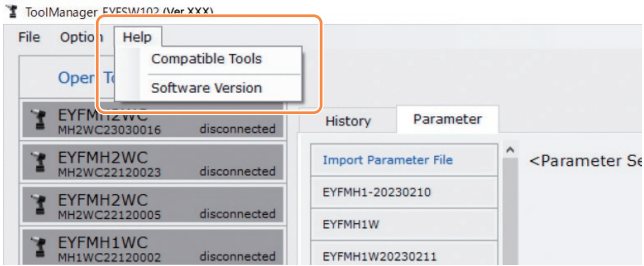 ToolManager EYFSW102 (Ver XXX)
File Option Help
Compatible Tools
Software Version
Open
EYFMH2WC
MH2WC23030016 disconnected
EYFMH2WC
MH2WC22120023 disconnected
EYFMH2WC
MH2WC22120005 disconnected
EYFMH1WC
MH1WC22120002 disconnected
History Parameter
Import Parameter File
EYFMH1-20230210
EYFMH1W
EYFMH1W20230211
<Parameter Se